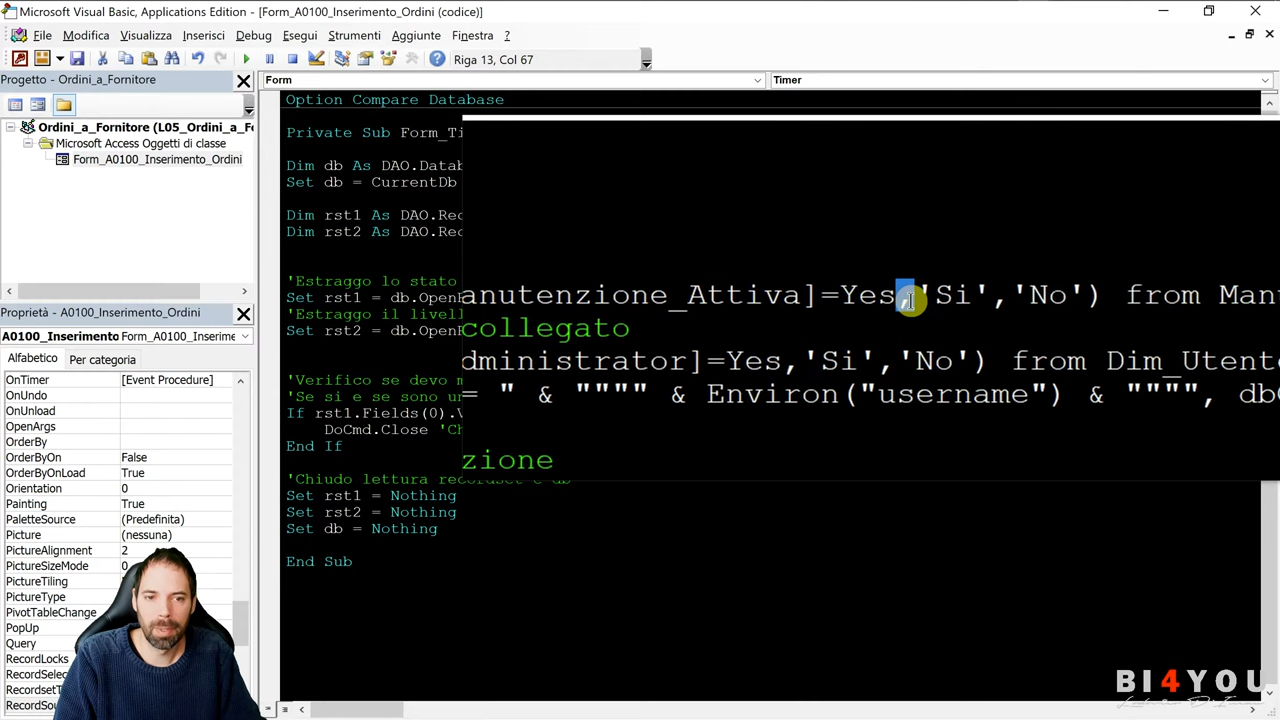 Microsoft Visual Basic, Applications Edition - [Form_A0100_Inserimento_Ordini (codice)]
File Modifica Visualizza Inserisci Debug Esegui Strumenti Aggiunte Finestra ?
Riga 13, Col 67
Progetto - Ordini_a_Fornitore
Form
Timer
Ordini_a_Fornitore (L05_Ordini_a_Fo
Microsoft Access Oggetti di classe
Form_A0100_Inserimento_Ordini
Proprietà - A0100_Inserimento_Ordini
A0100_Inserimento Form_A0100_Inserime
Alfabetico Per categoria
OnTimer [Event Procedure]
OnUndo
OnUnload
OpenArgs
OrderBy
OrderByOn False
OrderByOnLoad True
Orientation 0
Painting True
PaletteSource (Predefinita)
Picture (nessuna)
PictureAlignment 2
PictureSizeMode 0
PictureTiling
PictureType
PivotTableChange
PopUp
Query
RecordLocks
RecordSelec
RecordsetT
RecordSou
Option Compare Database
Private Sub Form_Ti
Dim db As DAO.Datab
Set db = CurrentDb
Dim rst1 As DAO.Rec
Dim rst2 As DAO.Rec
'Estraggo lo stato
Set rst1 = db.OpenR
'Estraggo il livell
Set rst2 = db.OpenR
'Verifico se devo m
'Se si e se sono un
If rst1.Fields(0).V
DoCmd.Close 'Ch
End If
'Chiudo lettura recordset e db
Set rst1 = Nothing
Set rst2 = Nothing
Set db = Nothing
End Sub
anutenzione_Attiva]=Yes,'Si','No') from Man
collegato
dministrator]=Yes,'Si','No') from Dim_Utent
= " & """" & Environ("username") & """", db
zione
BI4YOU